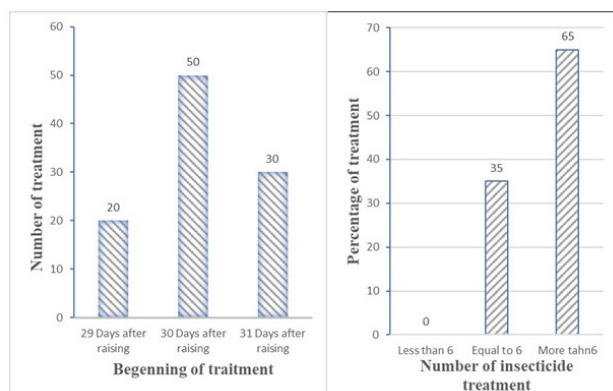 60
50
40
30
20
10
0
Number of treatment
20
50
30
29 Days after
raising
30 Days after
raising
31 Days after
raising
Begenning of traitment
70
60
50
40
30
20
10
0
Percentage of treatment
0
35
65
Less than 6
Equal to 6
More tahn6
Number of insecticide
treatment